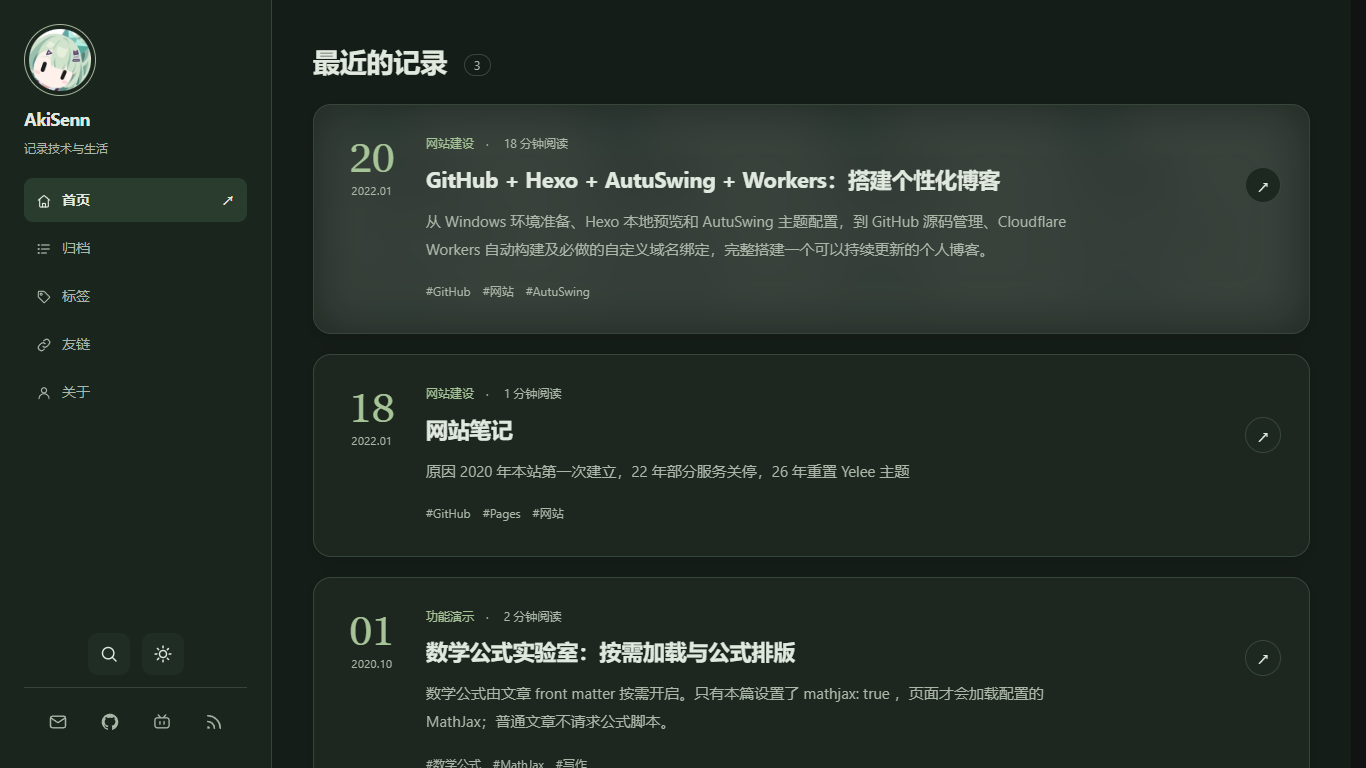 AkiSenn
记录技术与生活
首页
归档
标签
友链
关于
最近的记录 3
20
2022.01
网站建设 · 18 分钟阅读
GitHub + Hexo + AutuSwing + Workers：搭建个性化博客
从 Windows 环境准备、Hexo 本地预览和 AutuSwing 主题配置，到 GitHub 源码管理、Cloudflare
Workers 自动构建及必做的自定义域名绑定，完整搭建一个可以持续更新的个人博客。
#GitHub #网站 #AutuSwing
18
2022.01
网站建设 · 1 分钟阅读
网站笔记
原因 2020 年本站第一次建立，22 年部分服务关停，26 年重置 Yelee 主题
#GitHub #Pages #网站
01
2020.10
功能演示 · 2 分钟阅读
数学公式实验室：按需加载与公式排版
数学公式由文章 front matter 按需开启。只有本篇设置了 mathjax: true ，页面才会加载配置的
MathJax；普通文章不请求公式脚本。
#数学公式 #MathJax #写作